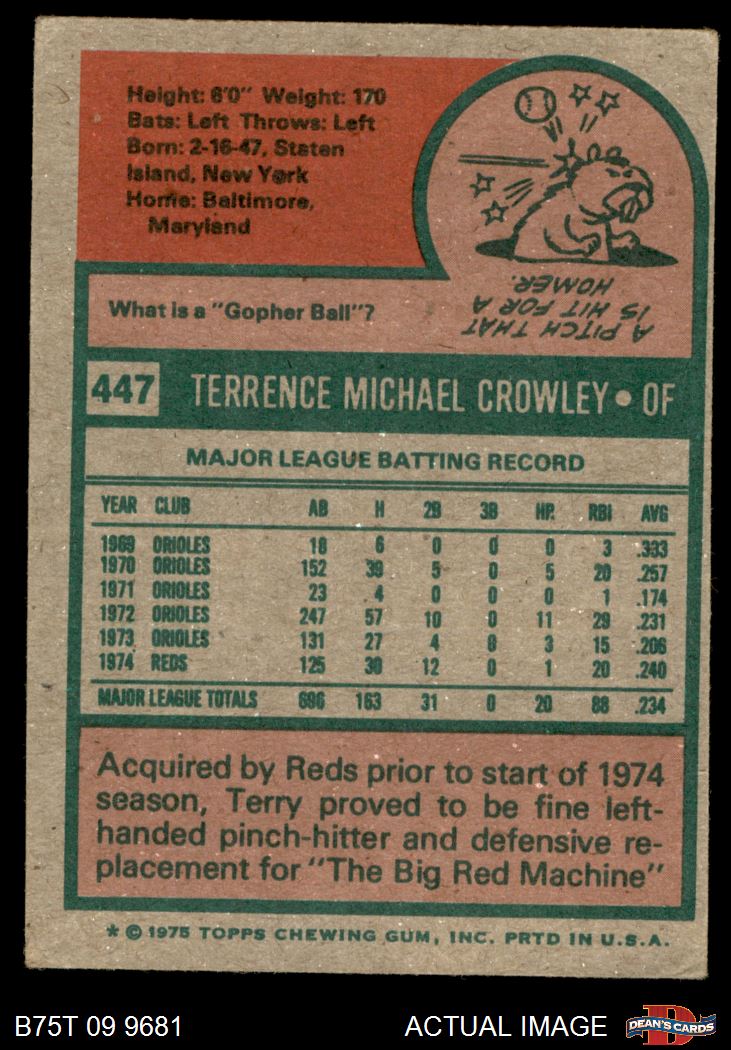 Height: 6'0" Weight: 170
Bats: Left Throws: Left
Born: 2-16-47, Staten
Island, New York
Home: Baltimore,
Maryland
What is a "Gopher Ball"?
A PITCH THAT
IS HIT FOR A
HOMER.
447 TERRENCE MICHAEL CROWLEY • OF
MAJOR LEAGUE BATTING RECORD
YEAR CLUB AB H 2B 3B HR RBI AVG
1969 ORIOLES 18 6 0 0 0 3 .333
1970 ORIOLES 152 39 5 0 5 20 .257
1971 ORIOLES 23 4 0 0 0 1 .174
1972 ORIOLES 247 57 10 0 11 29 .231
1973 ORIOLES 131 27 4 0 3 15 .206
1974 REDS 125 30 12 0 1 20 .240
MAJOR LEAGUE TOTALS 696 163 31 0 20 88 .234
Acquired by Reds prior to start of 1974
season, Terry proved to be fine left-
handed pinch-hitter and defensive re-
placement for "The Big Red Machine"
* © 1975 TOPPS CHEWING GUM, INC. PRTD IN U.S.A.
B75T 09 9681 ACTUAL IMAGE D DEAN'S CARDS